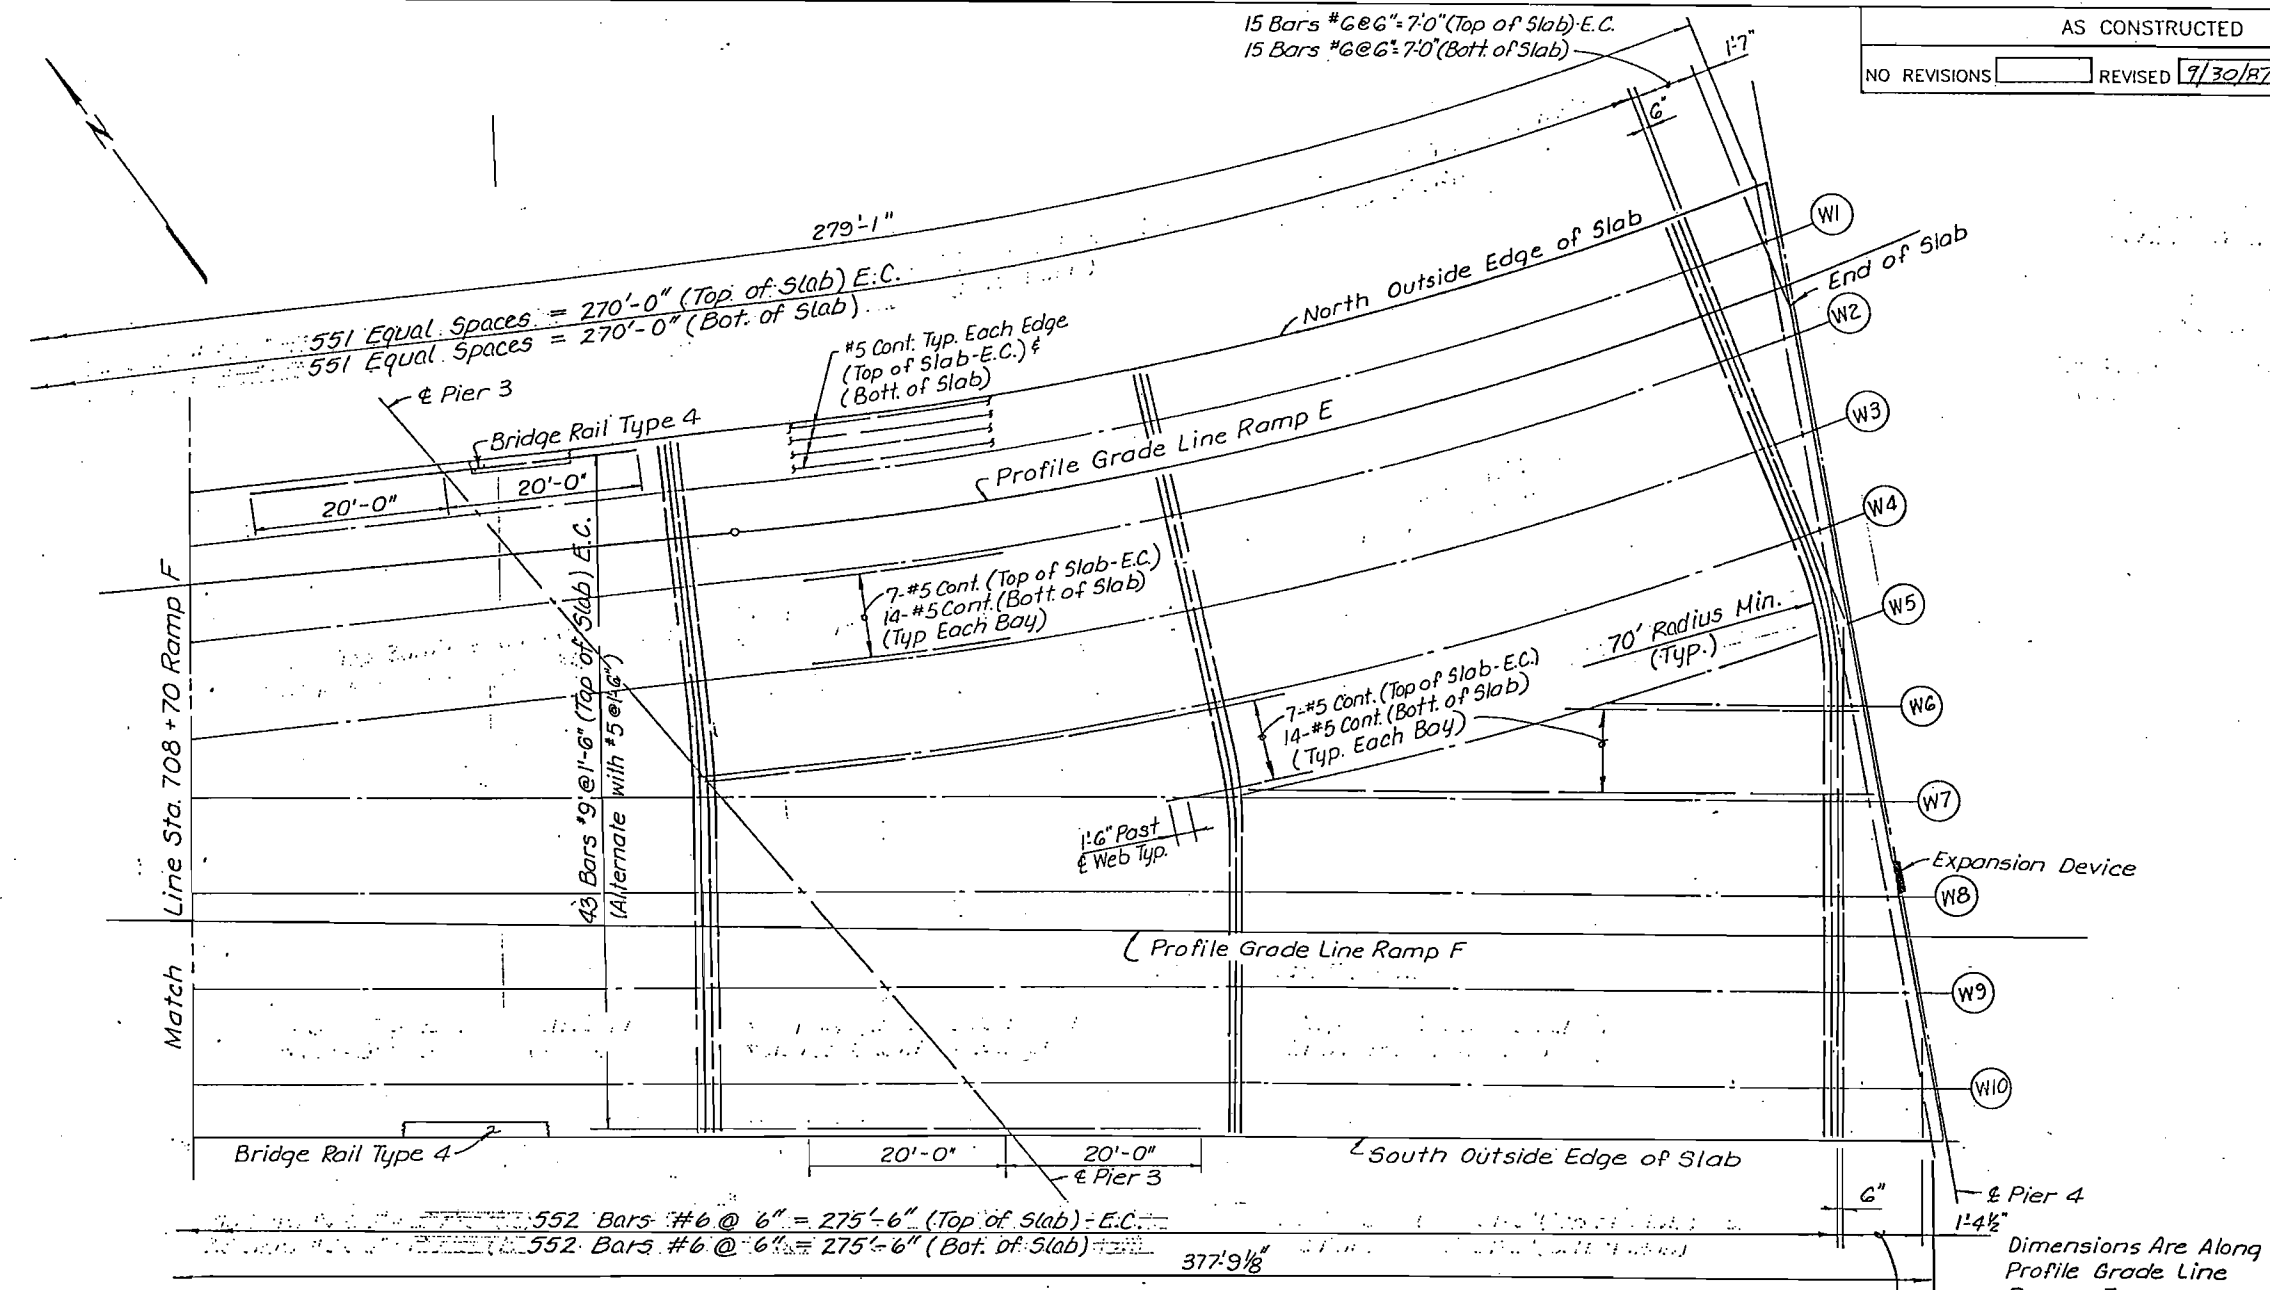 15 Bars #6@6"=7'-0" (Top of Slab)-E.C.
15 Bars #6@6"=7'-0" (Bott. of Slab)
1'-7"
6"
AS CONSTRUCTED
NO REVISIONS
REVISED 9/30/87
N
279'-1"
551 Equal Spaces = 270'-0" (Top of Slab) E.C.
551 Equal Spaces = 270'-0" (Bot. of Slab)
℄ Pier 3
#5 Cont. Typ. Each Edge
(Top of Slab-E.C.) &
(Bott. of Slab)
North Outside Edge of Slab
W1
End of Slab
W2
W3
W4
W5
W6
W7
W8
W9
W10
Bridge Rail Type 4
20'-0"
20'-0"
Profile Grade Line Ramp E
7-#5 Cont. (Top of Slab-E.C.)
14-#5 Cont. (Bott. of Slab)
(Typ Each Bay)
70' Radius Min.
(Typ.)
7-#5 Cont. (Top of Slab-E.C.)
14-#5 Cont. (Bott. of Slab)
(Typ. Each Bay)
43 Bars #9 @ 1'-6" (Top of Slab) E.C.
(Alternate with #5 @ 1'-6")
Match Line Sta. 708+70 Ramp F
1'-6" Past
℄ Web Typ.
Expansion Device
Profile Grade Line Ramp F
Bridge Rail Type 4
20'-0"
20'-0"
℄ Pier 3
South Outside Edge of Slab
6"
℄ Pier 4
1'-4½"
552 Bars #6 @ 6" = 275'-6" (Top of Slab)-E.C.
552 Bars #6 @ 6" = 275'-6" (Bot. of Slab)
377'-9⅛"
Dimensions Are Along
Profile Grade Line